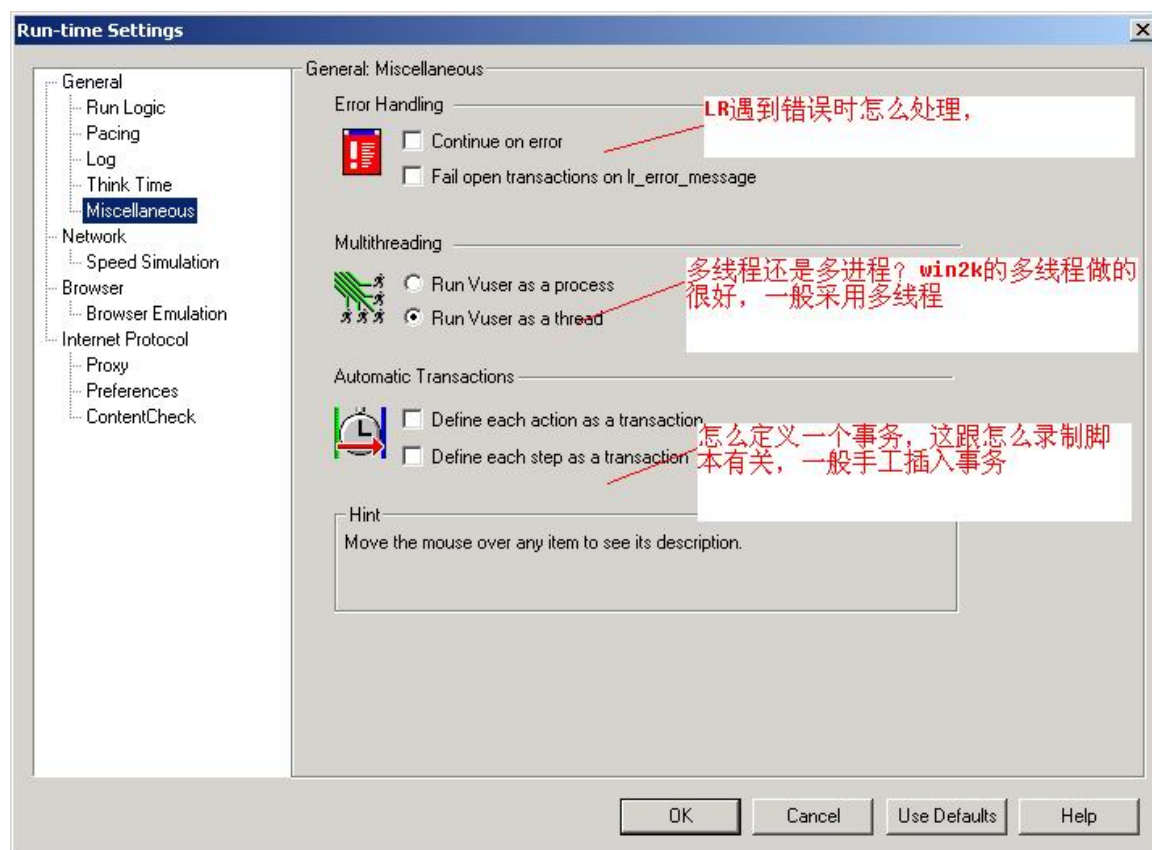 Run-time Settings
General
Run Logic
Pacing
Log
Think Time
Miscellaneous
Network
Speed Simulation
Browser
Browser Emulation
Internet Protocol
Proxy
Preferences
ContentCheck
General: Miscellaneous
Error Handling
LR遇到错误时怎么处理，
Continue on error
Fail open transactions on lr_error_message
Multithreading
多线程还是多进程？win2k的多线程做的
很好，一般采用多线程
Run Vuser as a process
Run Vuser as a thread
Automatic Transactions
Define each action as a transaction
怎么定义一个事务，这跟怎么录制脚
本有关，一般手工插入事务
Define each step as a transaction
Hint
Move the mouse over any item to see its description.
OK
Cancel
Use Defaults
Help